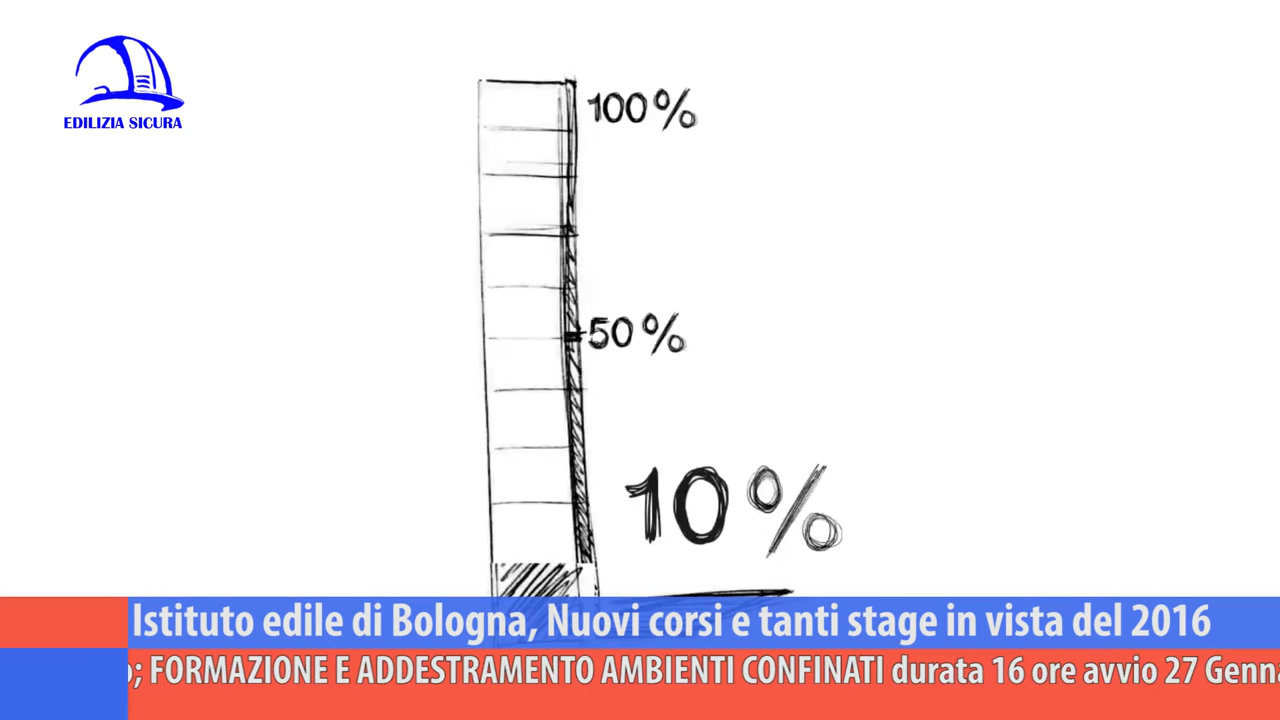 EDILIZIA SICURA
100%
50%
10%
Istituto edile di Bologna, Nuovi corsi e tanti stage in vista del 2016
; FORMAZIONE E ADDESTRAMENTO AMBIENTI CONFINATI durata 16 ore avvio 27